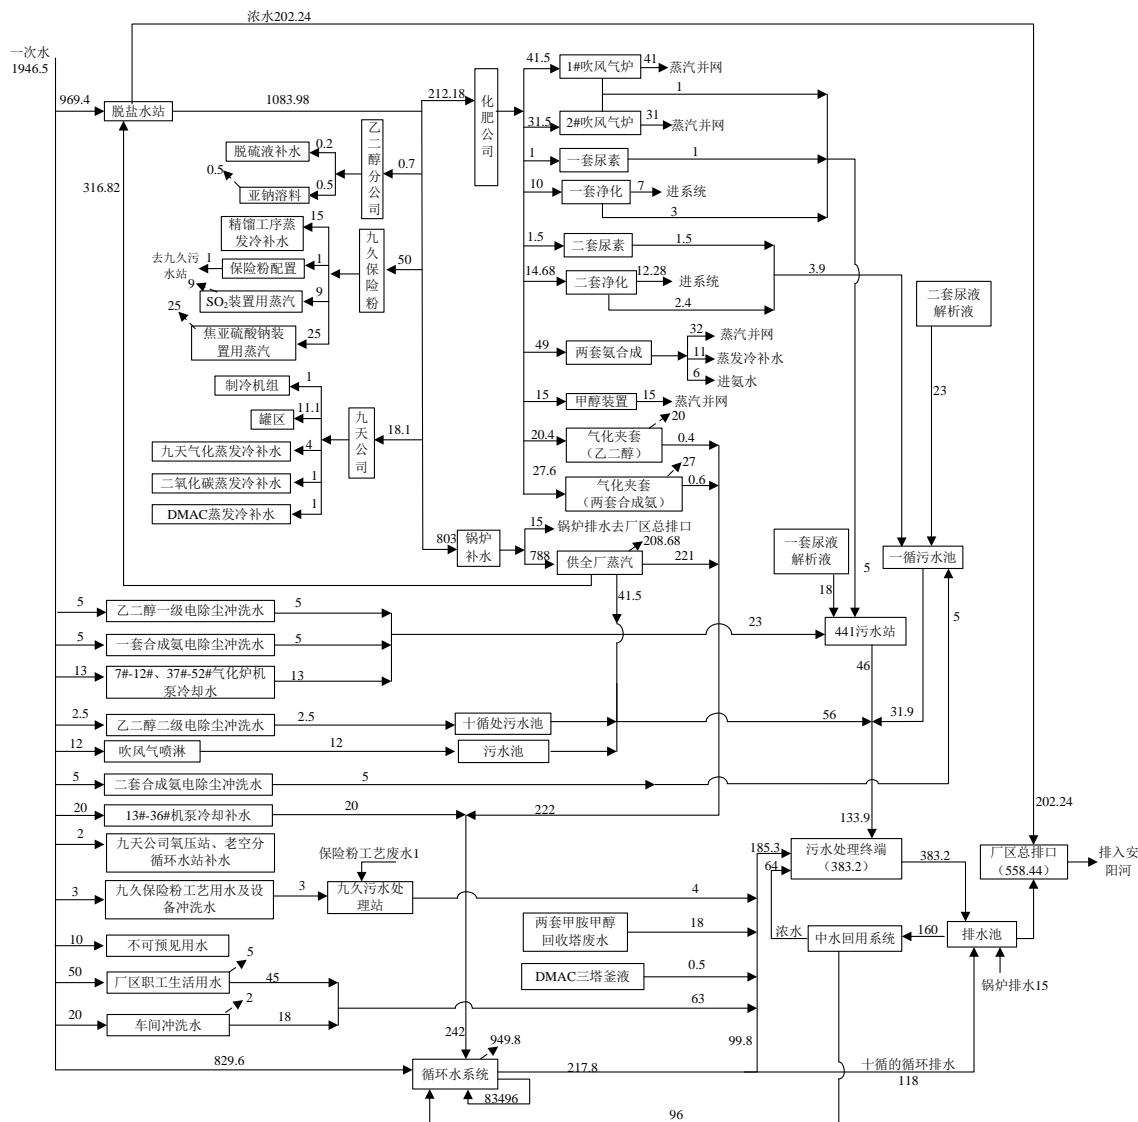 浓水202.24
一次水
1946.5
969.4
脱盐水站
1083.98
316.82
212.18
化肥公司
41.5
1#吹风气炉
41
蒸汽并网
1
31.5
2#吹风气炉
31
蒸汽并网
1
一套尿素
1
10
一套净化
7
进系统
3
1.5
二套尿素
1.5
14.68
二套净化
12.28
进系统
2.4
3.9
49
两套氨合成
32
蒸汽并网
11
蒸发冷补水
6
进氨水
15
甲醇装置
15
蒸汽并网
20.4
气化夹套
(乙二醇)
20
0.4
27.6
气化夹套
(两套合成氨)
27
0.6
0.7
乙二醇分公司
脱硫液补水
0.2
0.5
亚钠溶料
0.5
50
九久保险粉
精馏工序蒸
发冷补水
15
去九久污
水站
1
保险粉配置
1
9
SO₂装置用蒸汽
9
25
焦亚硫酸钠装
置用蒸汽
25
18.1
九天公司
制冷机组
1
罐区
11.1
九天气化蒸发冷补水
4
二氧化碳蒸发冷补水
1
DMAC蒸发冷补水
1
803
锅炉
补水
15
锅炉排水去厂区总排口
788
供全厂蒸汽
208.68
221
41.5
二套尿液
解析液
23
一套尿液
解析液
18
5
一循污水池
5
441污水站
46
31.9
5
乙二醇一级电除尘冲洗水
5
5
一套合成氨电除尘冲洗水
5
23
13
7#-12#、37#-52#气化炉机
泵冷却水
13
2.5
乙二醇二级电除尘冲洗水
2.5
十循处污水池
56
12
吹风气喷淋
12
污水池
5
二套合成氨电除尘冲洗水
5
20
13#-36#机泵冷却补水
20
222
133.9
202.24
2
九天公司氧压站、老空分
循环水站补水
3
九久保险粉工艺用水及设
备冲洗水
3
保险粉工艺废水1
九久污水处
理站
4
185.3
64
污水处理终端
(383.2)
383.2
厂区总排口
(558.44)
排入安
阳河
两套甲胺甲醇
回收塔废水
18
浓水
中水回用系统
160
排水池
锅炉排水15
10
不可预见用水
DMAC三塔釜液
0.5
50
厂区职工生活用水
5
45
63
20
车间冲洗水
2
18
242
99.8
829.6
循环水系统
949.8
217.8
83496
十循的循环排水
118
96